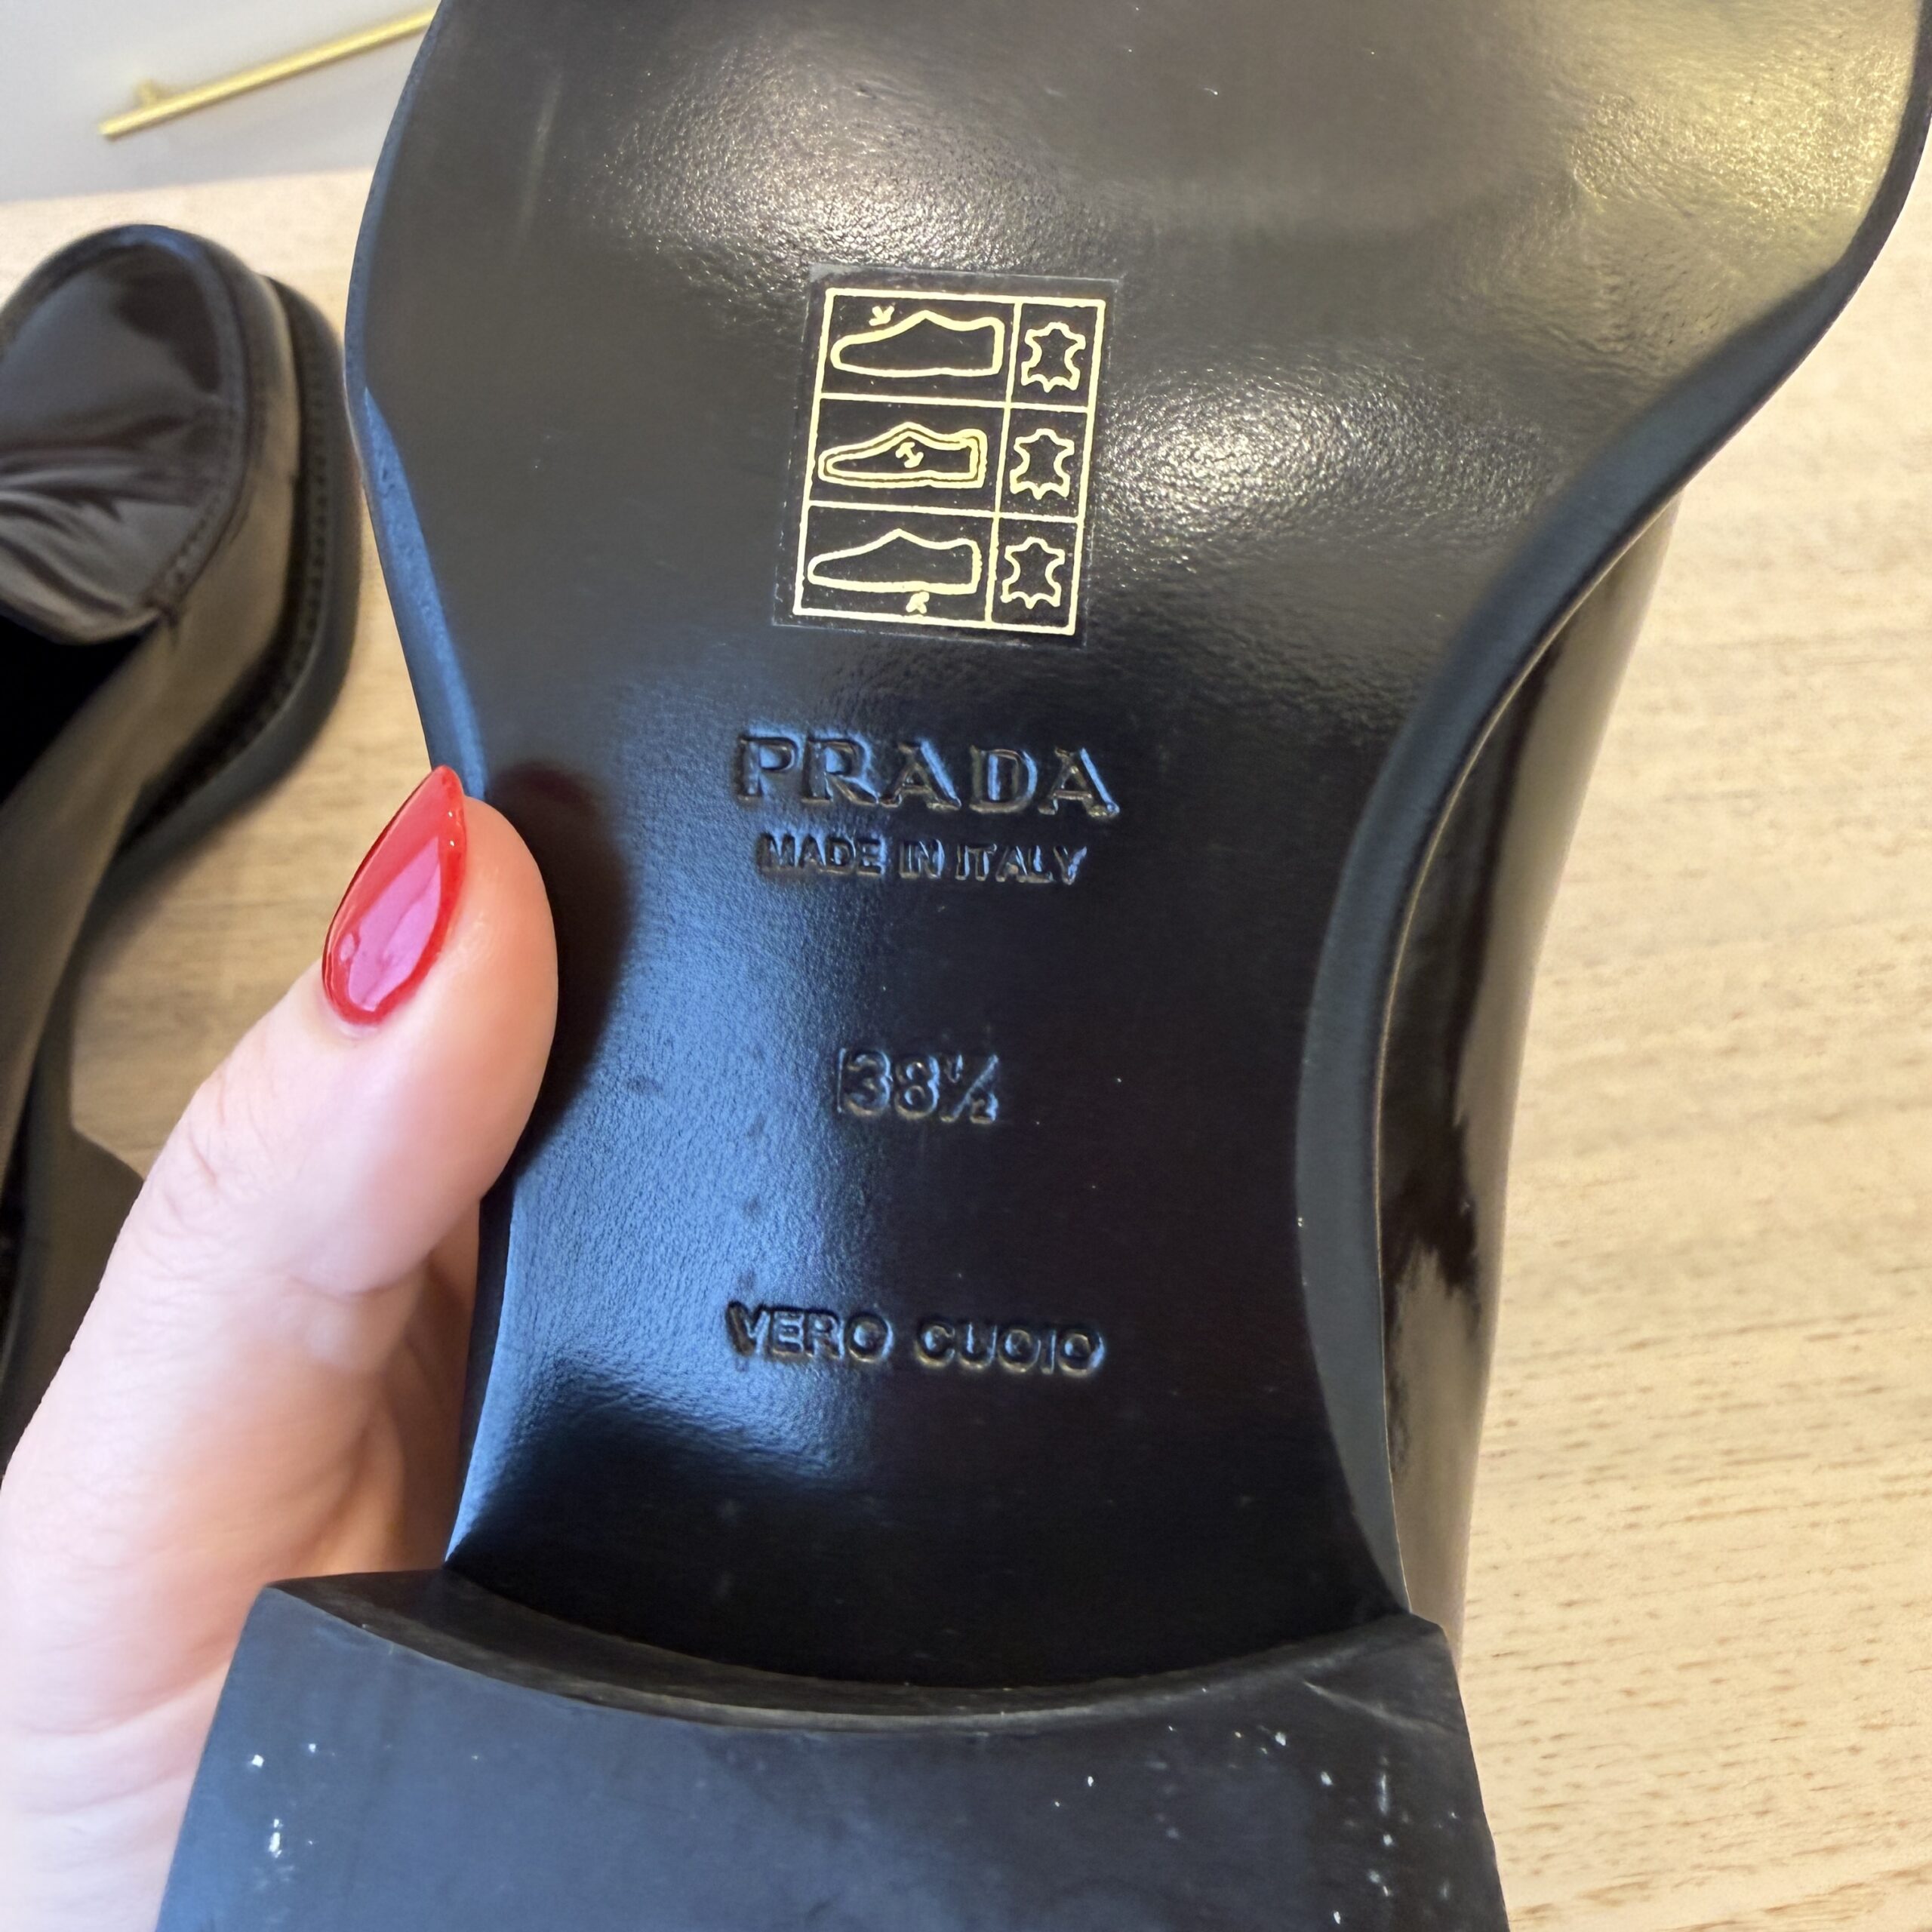 PRADA
MADE IN ITALY
38½
VERO CUOIO